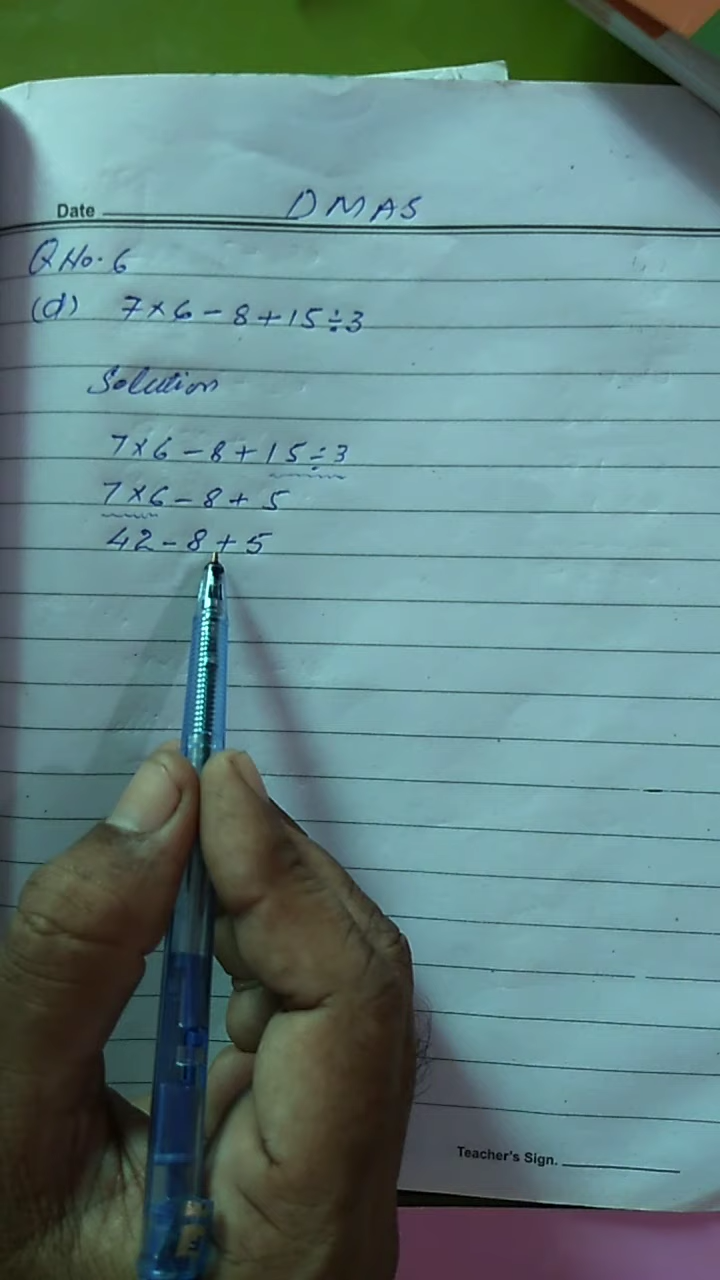 Date DMAS
Q No. 6
(d) 7×6-8+15÷3
Solution
7×6-8+15÷3
7×6-8+5
42-8+5
Teacher's Sign.